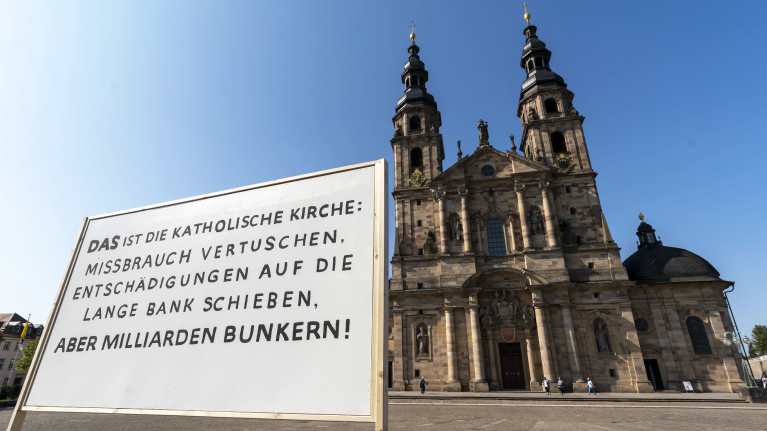 DAS IST DIE KATHOLISCHE KIRCHE:
MISSBRAUCH VERTUSCHEN,
ENTSCHÄDIGUNGEN AUF DIE
LANGE BANK SCHIEBEN,
ABER MILLIARDEN BUNKERN!